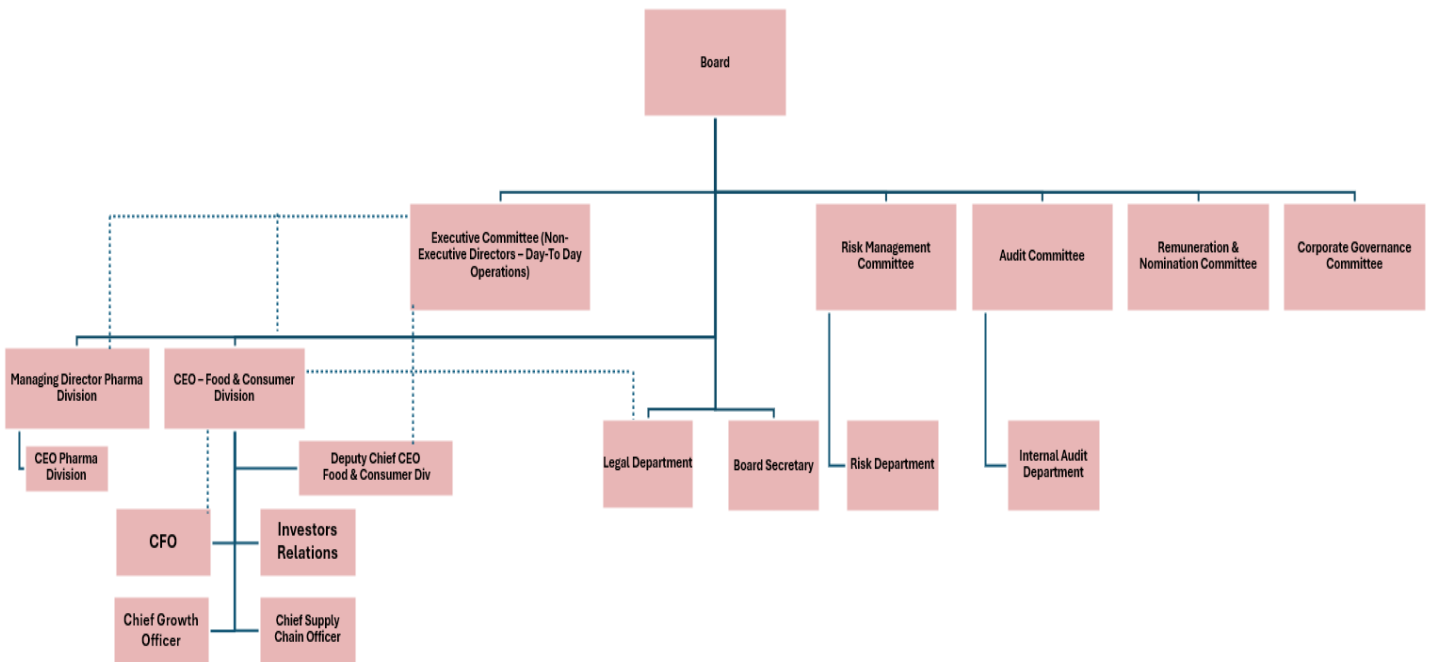 Board
Executive Committee (Non-
Executive Directors – Day-To Day
Operations)
Risk Management
Committee
Audit Committee
Remuneration &
Nomination Committee
Corporate Governance
Committee
Managing Director Pharma
Division
CEO – Food & Consumer
Division
CEO Pharma
Division
Deputy Chief CEO
Food & Consumer Div
Legal Department
Board Secretary
Risk Department
Internal Audit
Department
CFO
Investors
Relations
Chief Growth
Officer
Chief Supply
Chain Officer